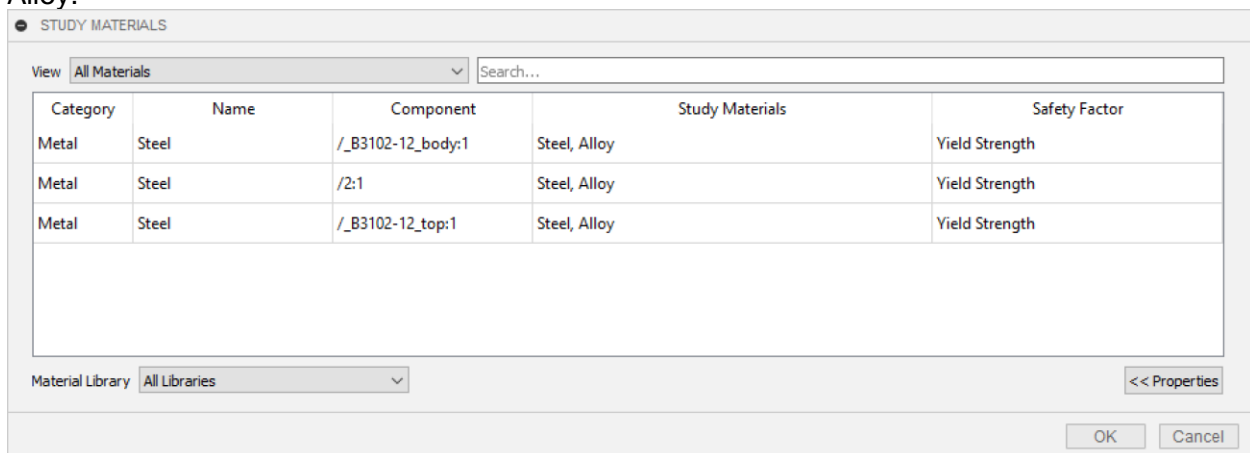 Alloy.
STUDY MATERIALS
View All Materials Search...
Category Name Component Study Materials Safety Factor
Metal Steel /_B3102-12_body:1 Steel, Alloy Yield Strength
Metal Steel /2:1 Steel, Alloy Yield Strength
Metal Steel /_B3102-12_top:1 Steel, Alloy Yield Strength
Material Library All Libraries << Properties
OK Cancel